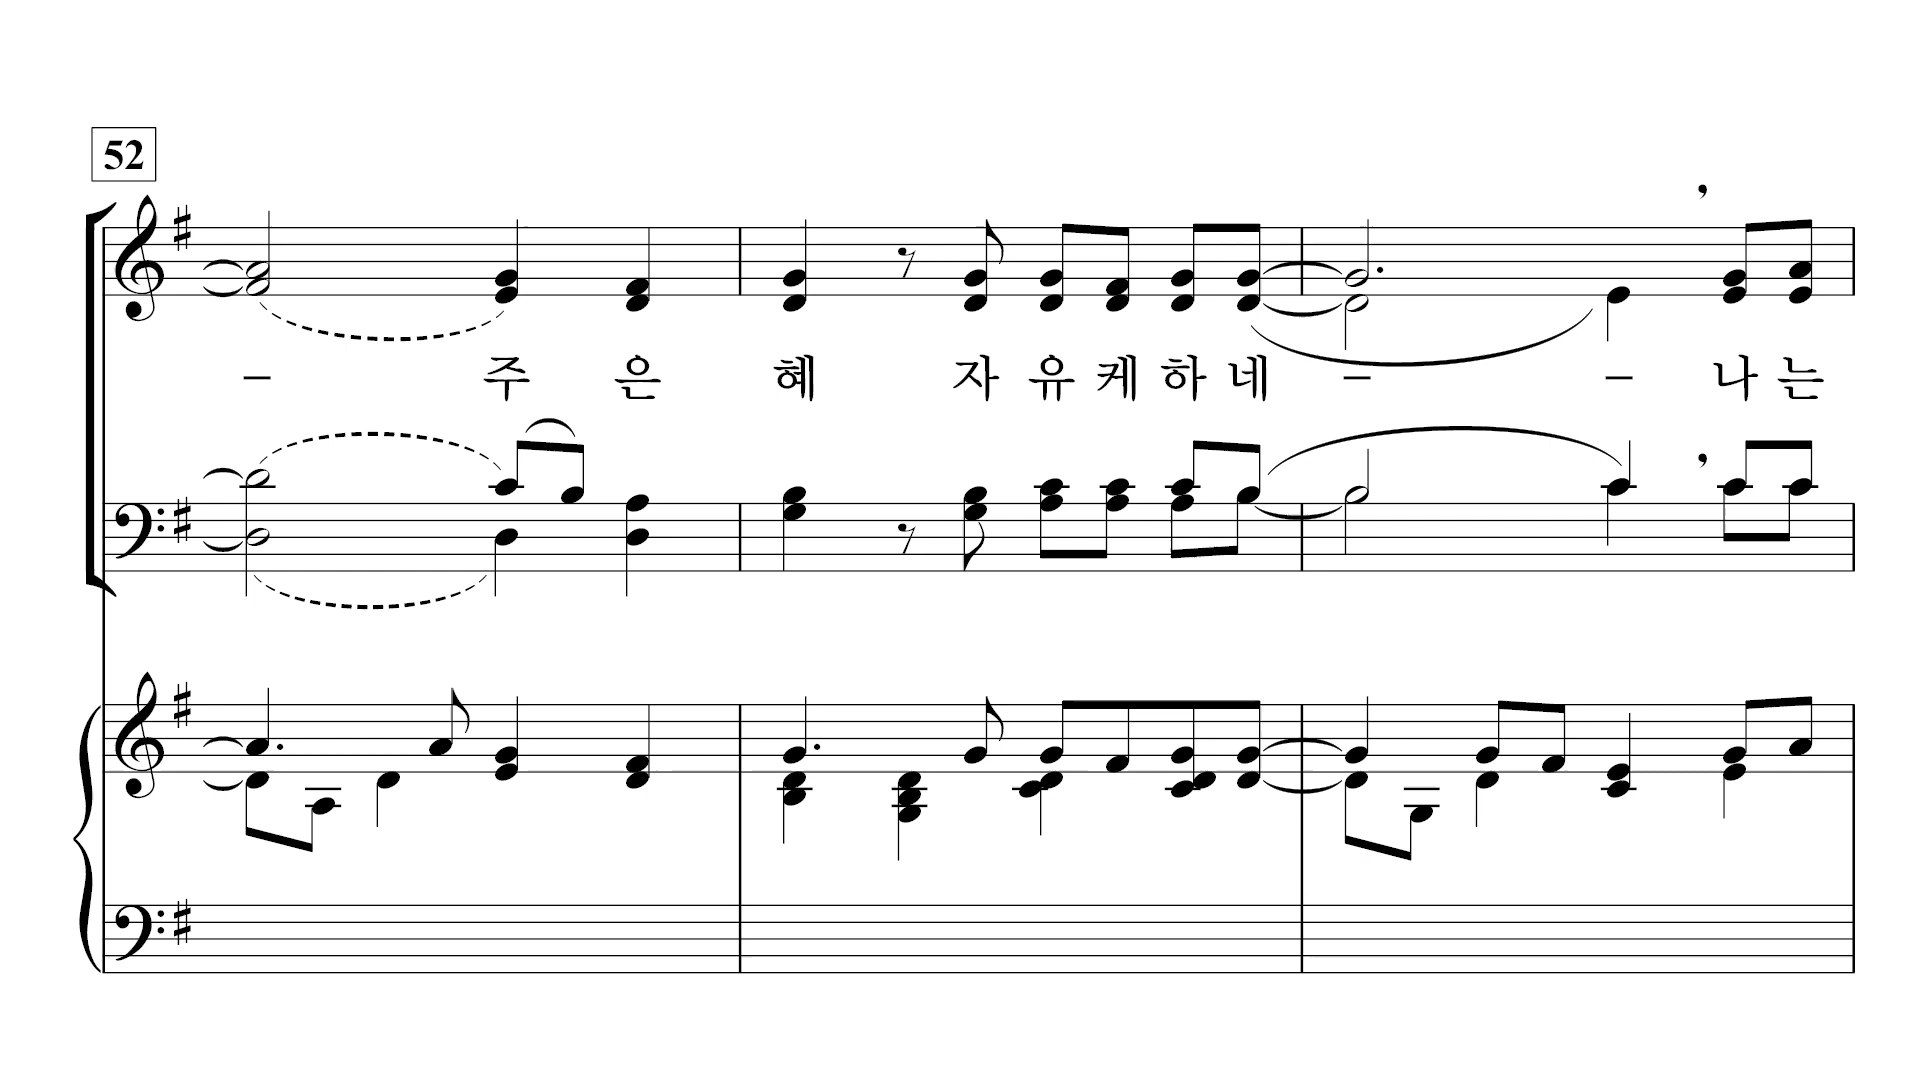 52
– 주 은 혜 자 유 케 하 네 – – 나 는